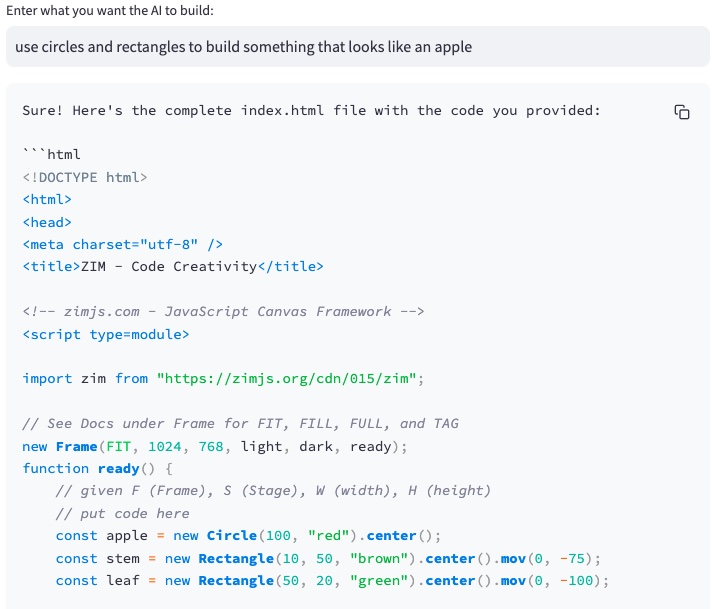 Enter what you want the AI to build:
use circles and rectangles to build something that looks like an apple
Sure! Here's the complete index.html file with the code you provided:
```html
<!DOCTYPE html>
<html>
<head>
<meta charset="utf-8" />
<title>ZIM - Code Creativity</title>
<!-- zimjs.com - JavaScript Canvas Framework -->
<script type=module>
import zim from "https://zimjs.org/cdn/015/zim";
// See Docs under Frame for FIT, FILL, FULL, and TAG
new Frame(FIT, 1024, 768, light, dark, ready);
function ready() {
    // given F (Frame), S (Stage), W (width), H (height)
    // put code here
    const apple = new Circle(100, "red").center();
    const stem = new Rectangle(10, 50, "brown").center().mov(0, -75);
    const leaf = new Rectangle(50, 20, "green").center().mov(0, -100);